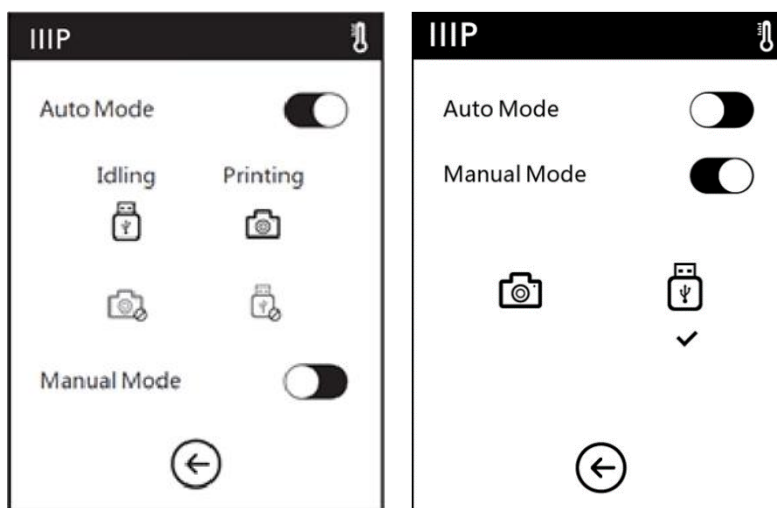 IIIP
Auto Mode
Idling Printing
Manual Mode
IIIP
Auto Mode
Manual Mode